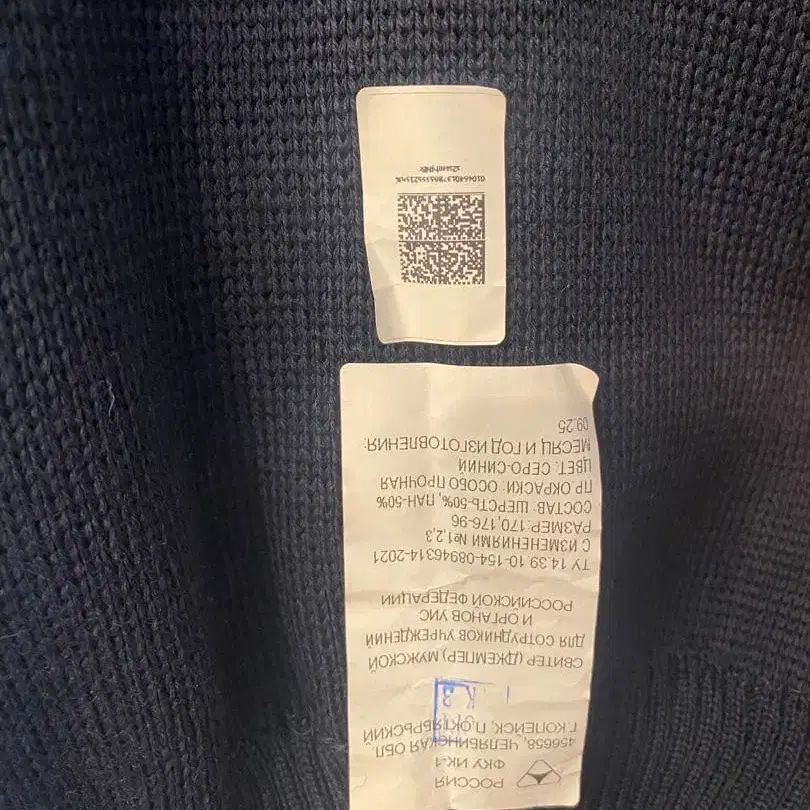 РОССИЯ
ФКУ ИК-1
456658, ЧЕЛЯБИНСКАЯ ОБЛ.
Г.КОПЕЙСК, П.ОКТЯБРЬСКИЙ
К 3
СВИТЕР (ДЖЕМПЕР) МУЖСКОЙ
ДЛЯ СОТРУДНИКОВ УЧРЕЖДЕНИЙ
И ОРГАНОВ УИС
РОССИЙСКОЙ ФЕДЕРАЦИИ
ТУ 14.39.10-154-08946314-2021
С ИЗМЕНЕНИЯМИ №1,2,3
РАЗМЕР:170,176-96
СОСТАВ: ШЕРСТЬ-50%, ПАН-50%
ПР.ОКРАСКИ: ОСОБО ПРОЧНАЯ
ЦВЕТ: СЕРО-СИНИЙ
МЕСЯЦ И ГОД ИЗГОТОВЛЕНИЯ:
09.25